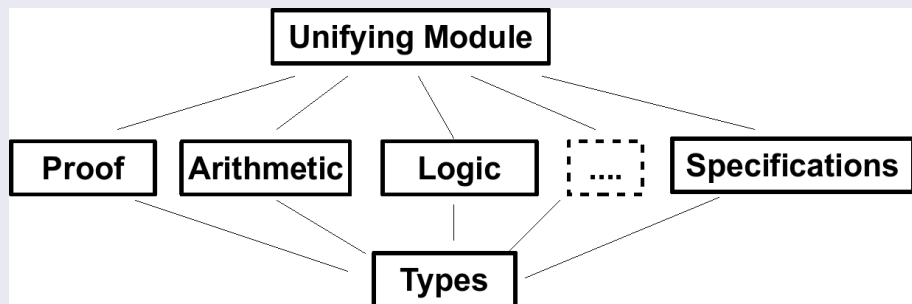 Unifying Module
Proof
Arithmetic
Logic
....
Specifications
Types